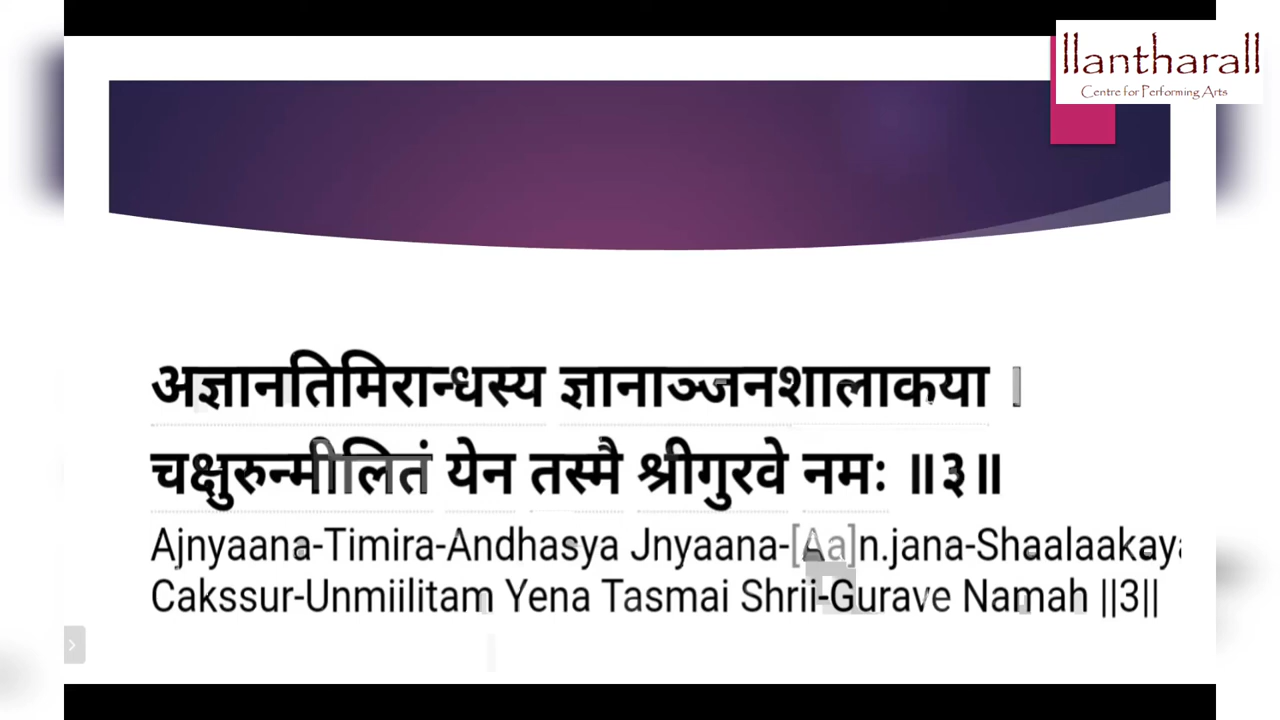 llantharall
Centre for Performing Arts
अज्ञानतिमिरान्धस्य ज्ञानाञ्जनशालाकया ।
चक्षुरुन्मीलितं येन तस्मै श्रीगुरवे नमः ॥३॥
Ajnyaana-Timira-Andhasya Jnyaana-[Aa]n.jana-Shaalaakaya
Cakssur-Unmiilitam Yena Tasmai Shrii-Gurave Namah ||3||